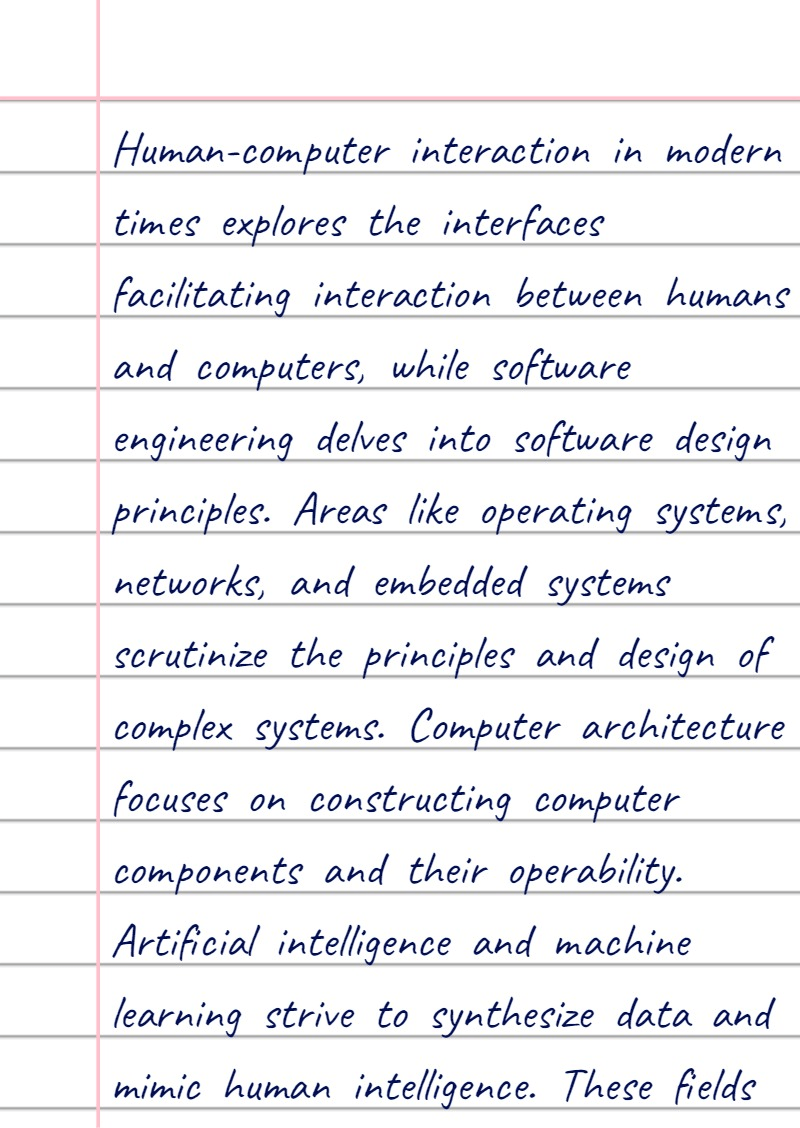 Human-computer interaction in modern
times explores the interfaces
facilitating interaction between humans
and computers, while software
engineering delves into software design
principles. Areas like operating systems,
networks, and embedded systems
scrutinize the principles and design of
complex systems. Computer architecture
focuses on constructing computer
components and their operability.
Artificial intelligence and machine
learning strive to synthesize data and
mimic human intelligence. These fields